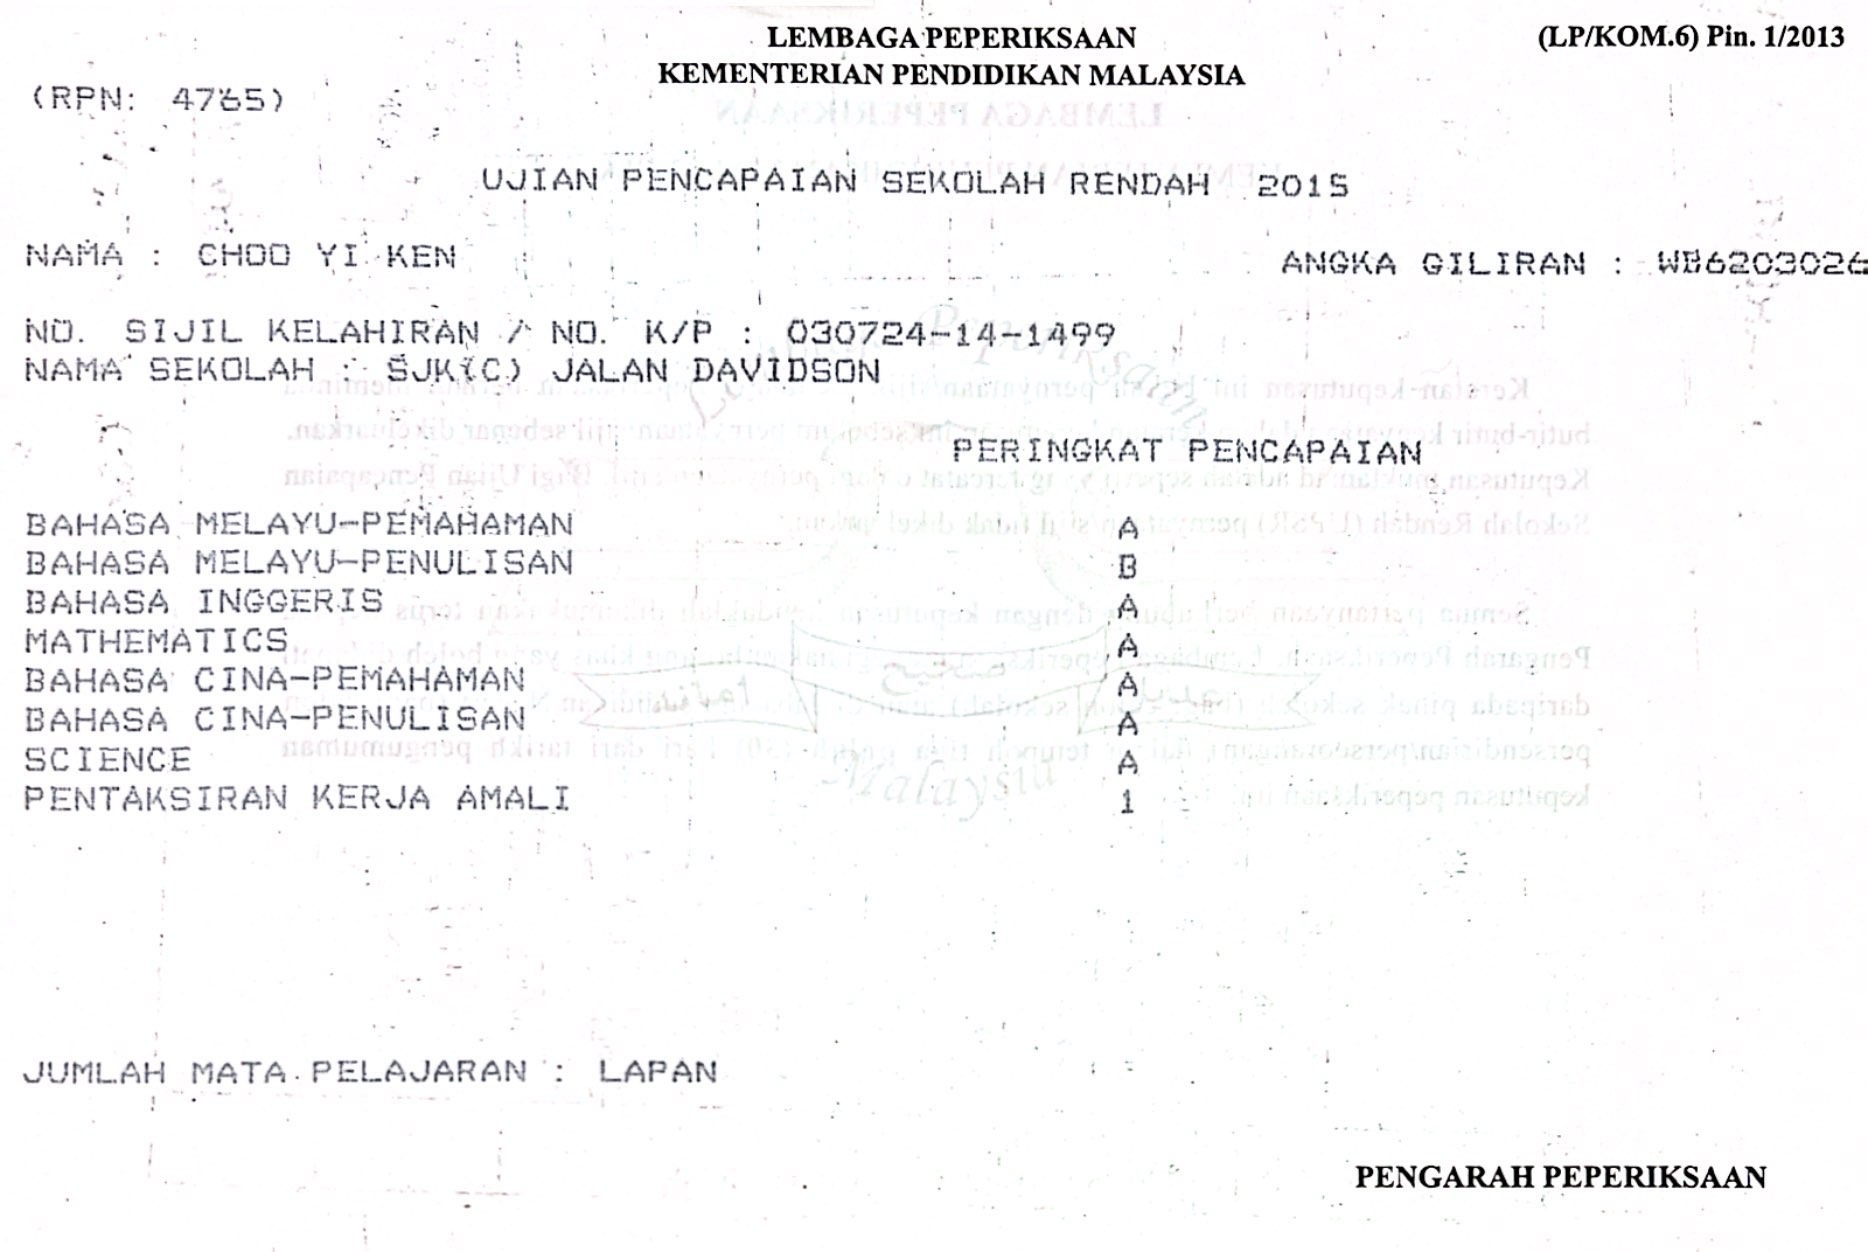 LEMBAGA PEPERIKSAAN
KEMENTERIAN PENDIDIKAN MALAYSIA
(LP/KOM.6) Pin. 1/2013
(RPN: 4765)
UJIAN PENCAPAIAN SEKOLAH RENDAH 2015
NAMA : CHOO YI KEN
ANGKA GILIRAN : WB6203026
NO. SIJIL KELAHIRAN / NO. K/P : 030724-14-1499
NAMA SEKOLAH : SJK(C) JALAN DAVIDSON
PERINGKAT PENCAPAIAN
BAHASA MELAYU-PEMAHAMAN A
BAHASA MELAYU-PENULISAN B
BAHASA INGGERIS A
MATHEMATICS A
BAHASA CINA-PEMAHAMAN A
BAHASA CINA-PENULISAN A
SCIENCE A
PENTAKSIRAN KERJA AMALI 1
Malaysia
JUMLAH MATA PELAJARAN : LAPAN
PENGARAH PEPERIKSAAN